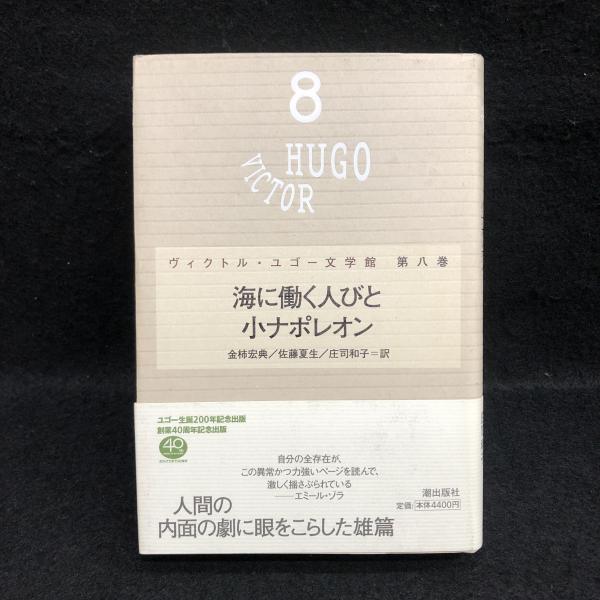 8
HUGO
VICTOR
ヴィクトル・ユゴー文学館 第八巻
海に働く人びと
小ナポレオン
金柿宏典／佐藤夏生／庄司和子＝訳
ユゴー生誕200年記念出版
創業40周年記念出版
40
自分の全存在が、
この異常かつ力強いページを読んで、
激しく揺さぶられている
――エミール・ゾラ
人間の
内面の劇に眼をこらした雄篇
潮出版社
定価:本体4400円